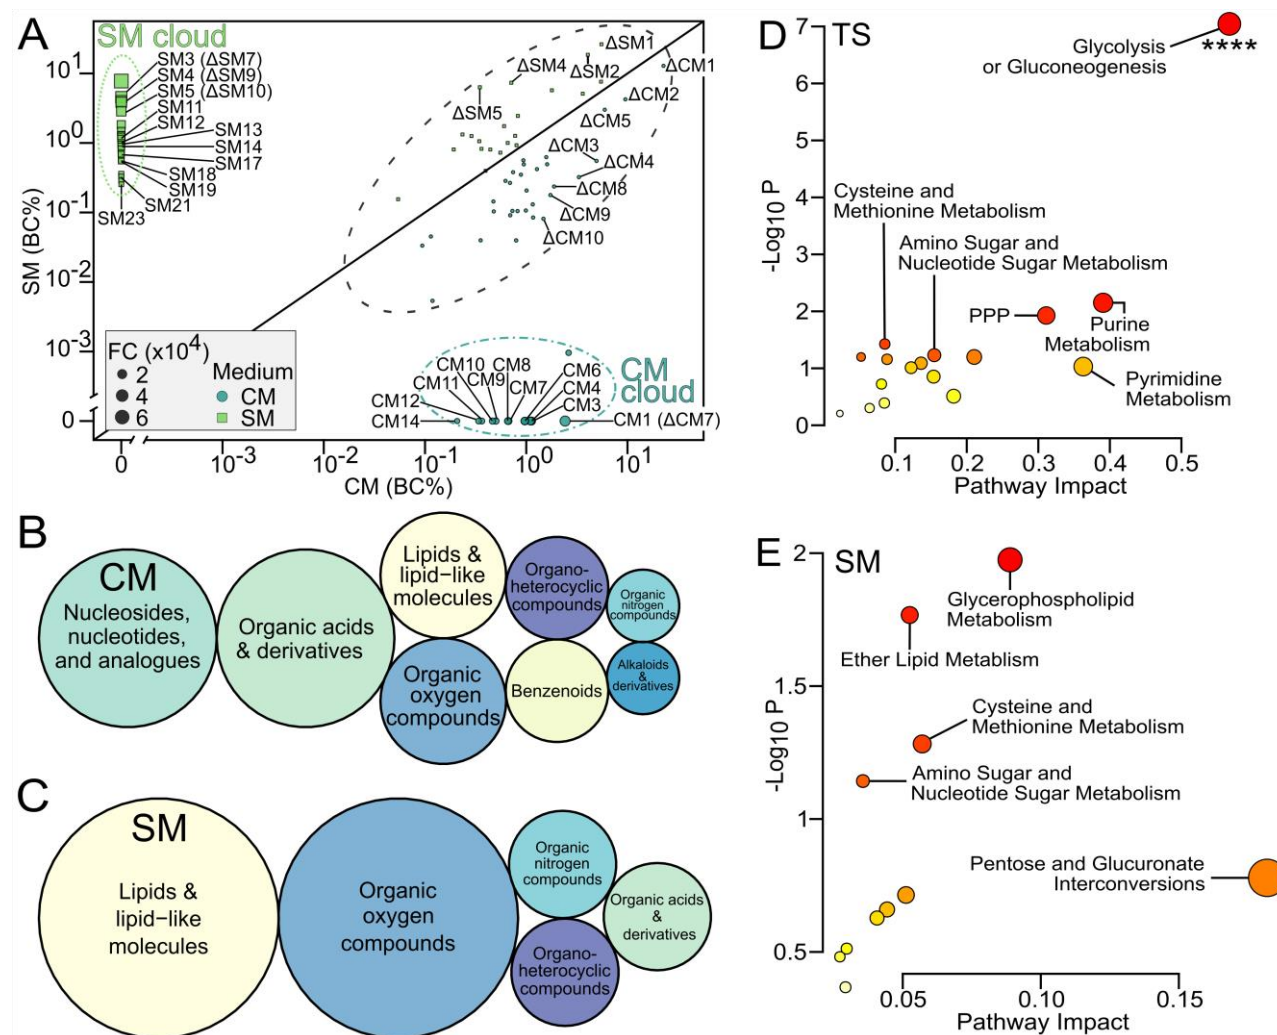 A
SM cloud
SM3 (ΔSM7)
SM4 (ΔSM9)
SM5 (ΔSM10)
SM11
SM12
SM13
SM14
SM17
SM18
SM19
SM21
SM23
ΔSM1
ΔSM4
ΔSM2
ΔCM1
ΔCM2
ΔSM5
ΔCM5
ΔCM3
ΔCM4
ΔCM8
ΔCM9
ΔCM10
10^1
10^0
10^-1
10^-2
10^-3
0
SM (BC%)
FC (x10^4)
2
4
6
Medium
CM
SM
CM cloud
CM10
CM8
CM6
CM11
CM9
CM7
CM4
CM12
CM3
CM14
CM1 (ΔCM7)
0
10^-3
10^-2
10^-1
10^0
10^1
CM (BC%)
B
CM
Nucleosides,
nucleotides,
and analogues
Organic acids
& derivatives
Lipids &
lipid-like
molecules
Organic
oxygen
compounds
Organo-
heterocyclic
compounds
Benzenoids
Organic
nitrogen
compounds
Alkaloids
&
derivatives
C
SM
Lipids &
lipid-like
molecules
Organic
oxygen
compounds
Organic
nitrogen
compounds
Organo-
heterocyclic
compounds
Organic acids
&
derivatives
D
TS
7
6
5
4
3
2
1
0
-Log10 P
Glycolysis
or Gluconeogenesis
****
Cysteine and
Methionine Metabolism
Amino Sugar and
Nucleotide Sugar Metabolism
PPP
Purine
Metabolism
Pyrimidine
Metabolism
0.1
0.2
0.3
0.4
0.5
Pathway Impact
E
SM
2
1.5
1
0.5
-Log10 P
Glycerophospholipid
Metabolism
Ether Lipid Metablism
Cysteine and
Methionine Metabolism
Amino Sugar and
Nucleotide Sugar Metabolism
Pentose and Glucuronate
Interconversions
0.05
0.10
0.15
Pathway Impact